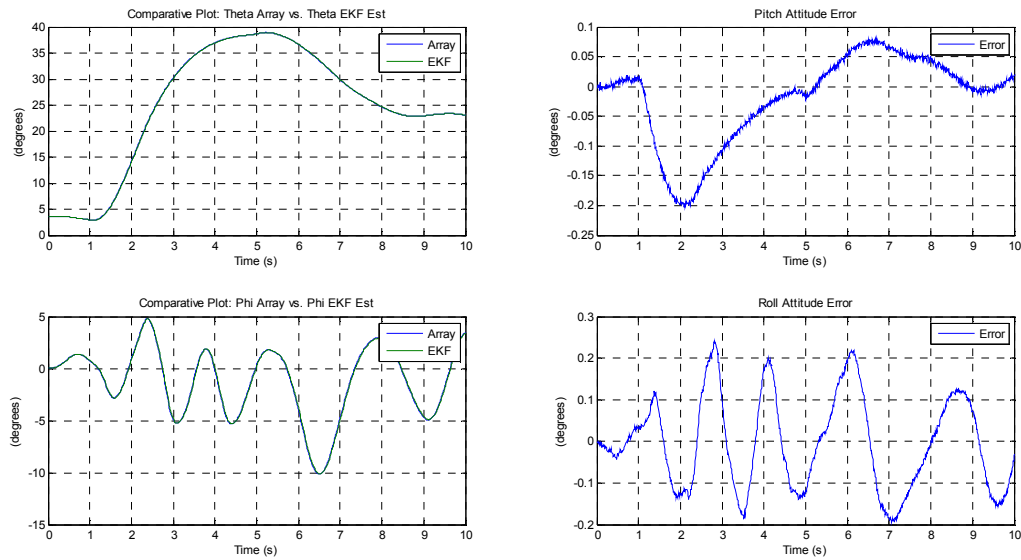 Comparative Plot: Theta Array vs. Theta EKF Est
40
35
30
25
20
15
10
5
0
(degrees)
0 1 2 3 4 5 6 7 8 9 10
Time (s)
Array
EKF
Pitch Attitude Error
0.1
0.05
0
-0.05
-0.1
-0.15
-0.2
-0.25
(degrees)
0 1 2 3 4 5 6 7 8 9 10
Time (s)
Error
Comparative Plot: Phi Array vs. Phi EKF Est
5
0
-5
-10
-15
(degrees)
0 1 2 3 4 5 6 7 8 9 10
Time (s)
Array
EKF
Roll Attitude Error
0.3
0.2
0.1
0
-0.1
-0.2
(degrees)
0 1 2 3 4 5 6 7 8 9 10
Time (s)
Error